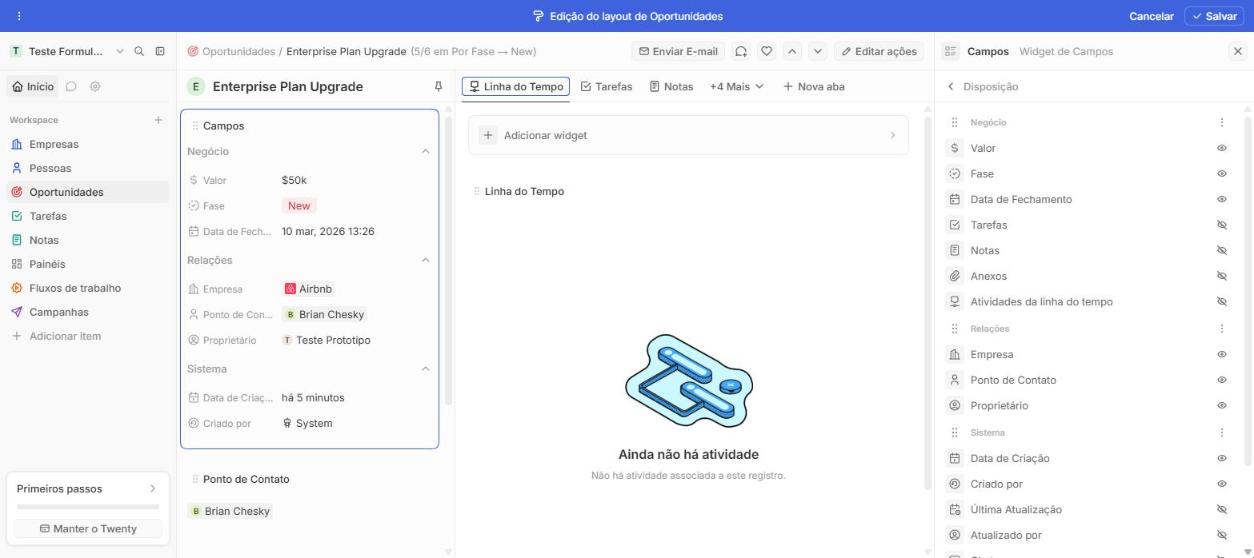 Edição do layout de Oportunidades
Cancelar
Salvar
T Teste Formul...
Oportunidades / Enterprise Plan Upgrade (5/6 em Por Fase → New)
Enviar E-mail
Editar ações
Campos Widget de Campos
Início
E Enterprise Plan Upgrade
Linha do Tempo
Tarefas
Notas
+4 Mais
Nova aba
Disposição
Workspace
Empresas
Pessoas
Oportunidades
Tarefas
Notas
Painéis
Fluxos de trabalho
Campanhas
Adicionar item
Primeiros passos
Manter o Twenty
Campos
Negócio
Valor $50k
Fase New
Data de Fech... 10 mar, 2026 13:26
Relações
Empresa Airbnb
Ponto de Con... B Brian Chesky
Proprietário T Teste Prototipo
Sistema
Data de Criaç... há 5 minutos
Criado por System
Ponto de Contato
B Brian Chesky
Adicionar widget
Linha do Tempo
Ainda não há atividade
Não há atividade associada a este registro.
Negócio
Valor
Fase
Data de Fechamento
Tarefas
Notas
Anexos
Atividades da linha do tempo
Relações
Empresa
Ponto de Contato
Proprietário
Sistema
Data de Criação
Criado por
Última Atualização
Atualizado por